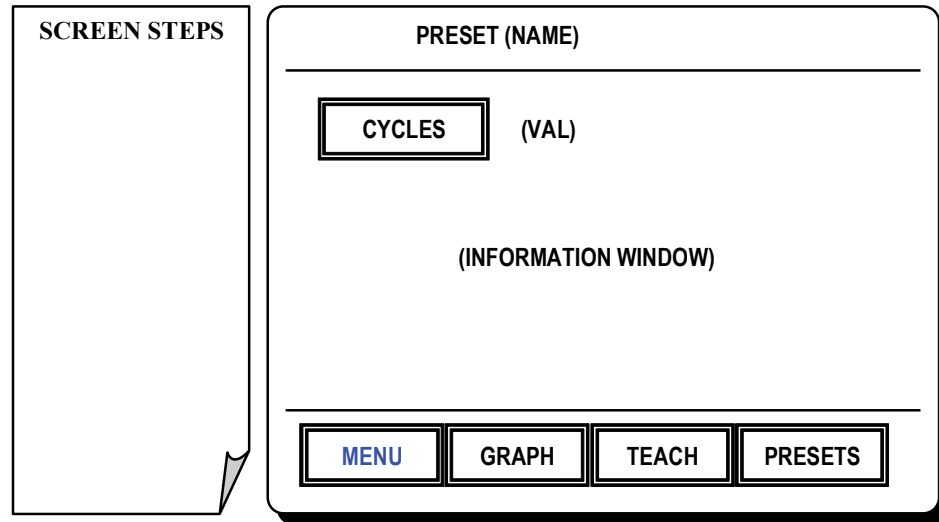 SCREEN STEPS
PRESET (NAME)
CYCLES (VAL)
(INFORMATION WINDOW)
MENU GRAPH TEACH PRESETS